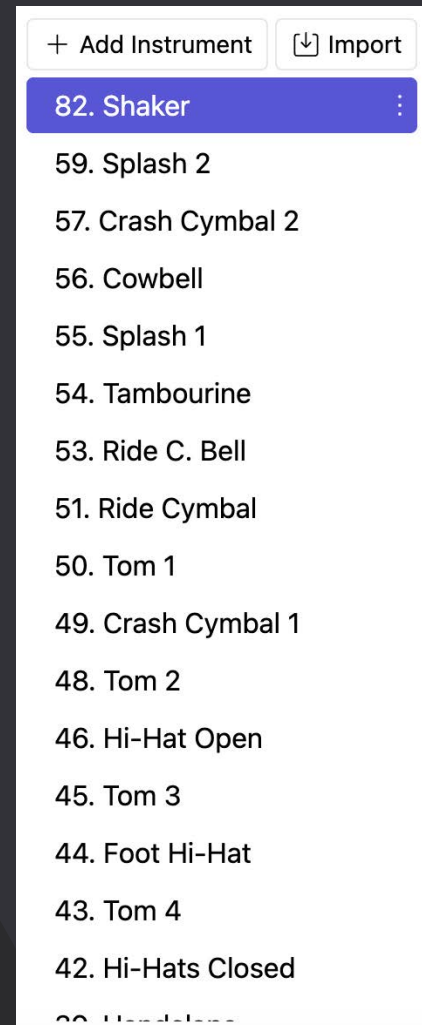 + Add Instrument Import
82. Shaker
59. Splash 2
57. Crash Cymbal 2
56. Cowbell
55. Splash 1
54. Tambourine
53. Ride C. Bell
51. Ride Cymbal
50. Tom 1
49. Crash Cymbal 1
48. Tom 2
46. Hi-Hat Open
45. Tom 3
44. Foot Hi-Hat
43. Tom 4
42. Hi-Hats Closed